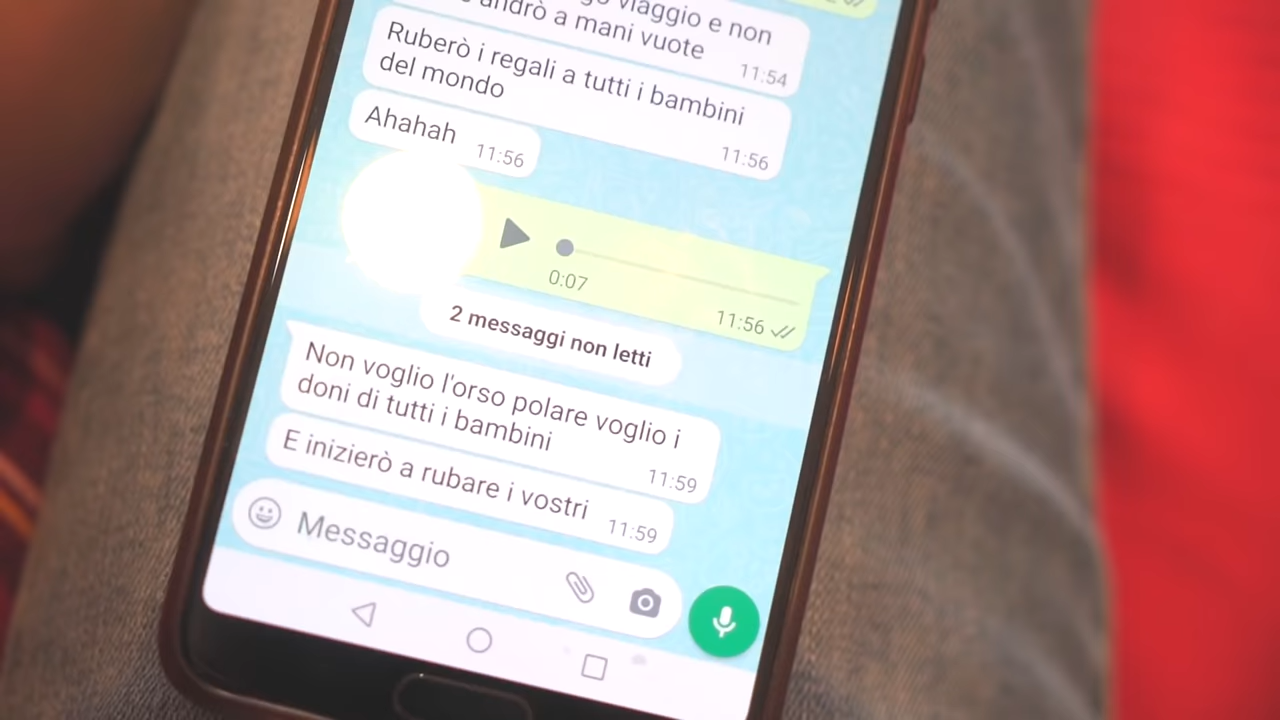 viaggio e non
andrò a mani vuote
11:54
Ruberò i regali a tutti i bambini
del mondo
11:56
Ahahah
11:56
0:07
11:56
2 messaggi non letti
Non voglio l'orso polare voglio i
doni di tutti i bambini
11:59
E inizierò a rubare i vostri
11:59
Messaggio